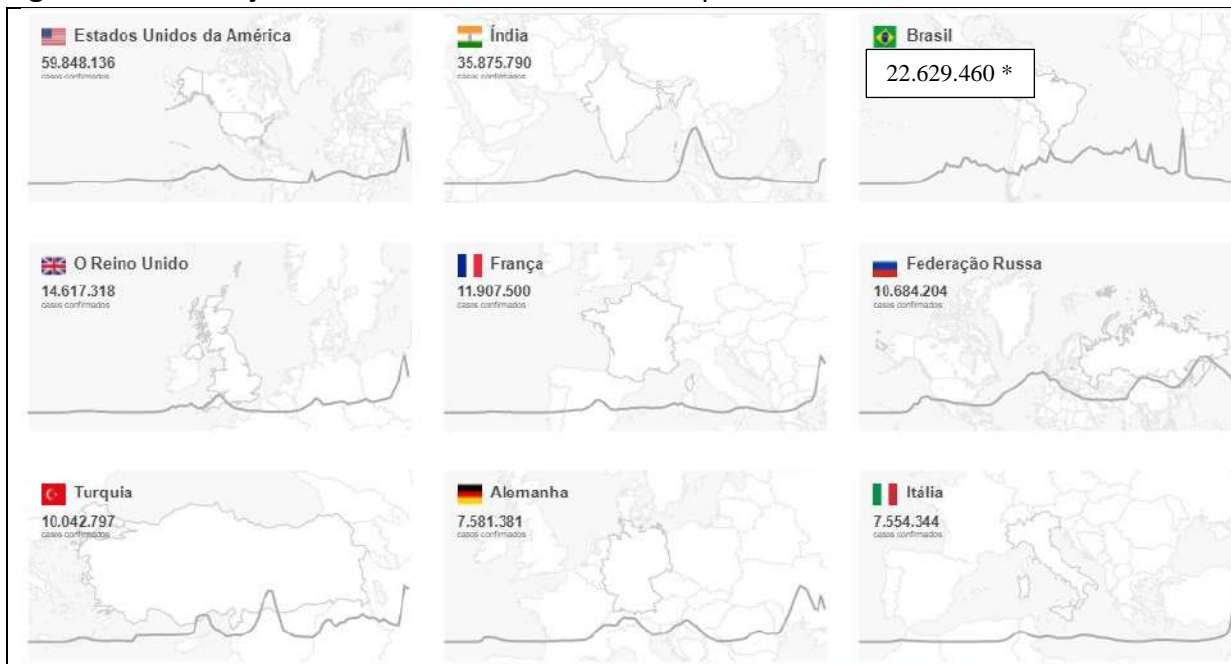 Estados Unidos da América
59.848.136
casos confirmados
Índia
35.875.790
casos confirmados
Brasil
22.629.460 *
O Reino Unido
14.617.318
casos confirmados
França
11.907.500
casos confirmados
Federação Russa
10.684.204
casos confirmados
Turquia
10.042.797
casos confirmados
Alemanha
7.581.381
casos confirmados
Itália
7.554.344
casos confirmados